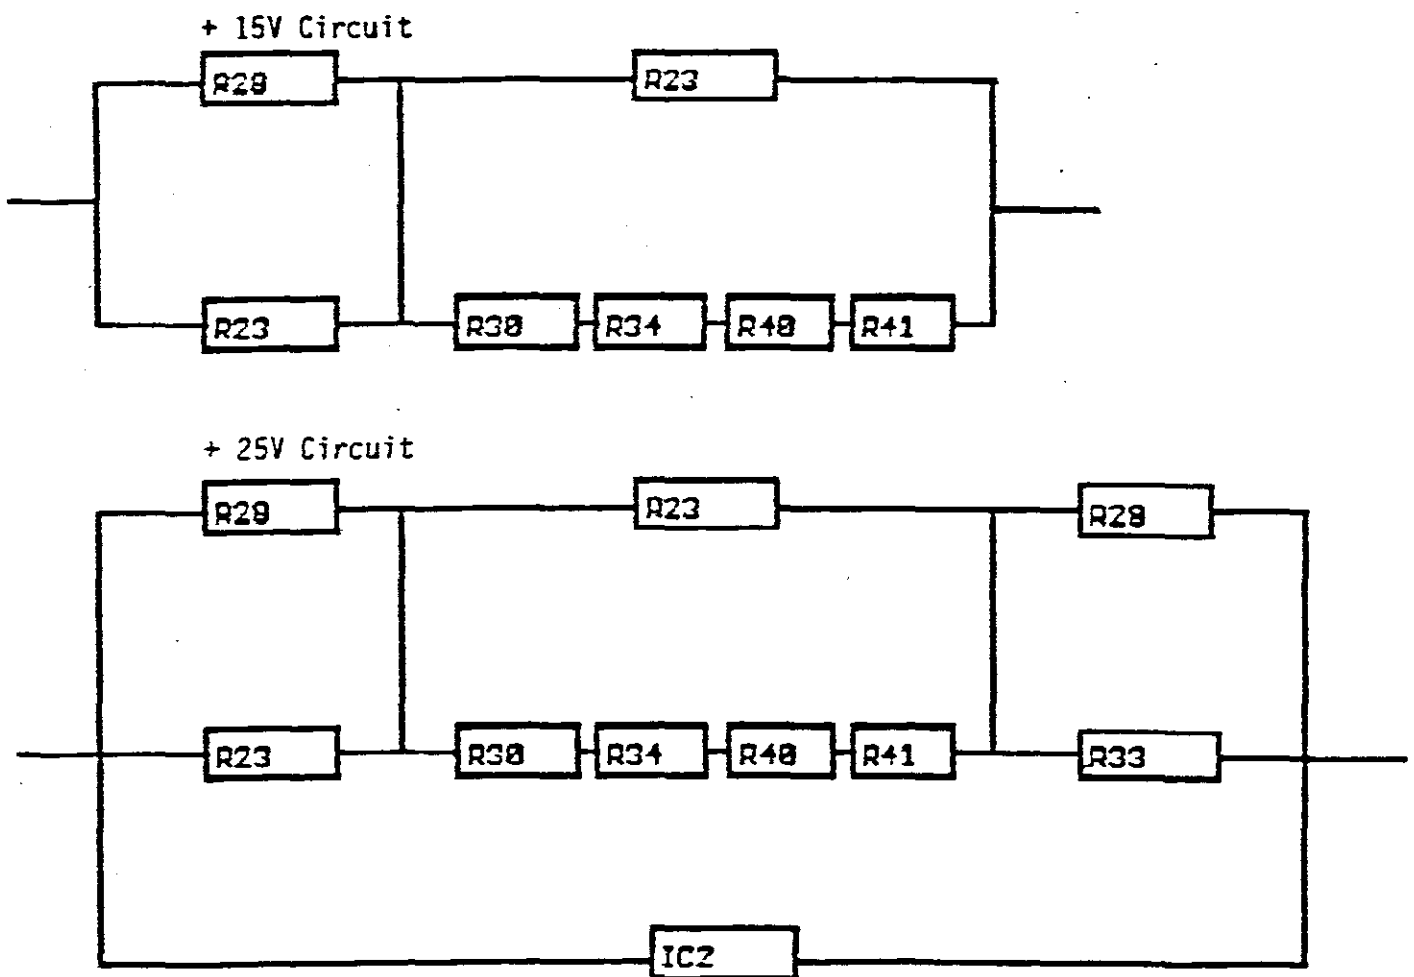 + 15V Circuit
R28 R23
R23 R30 R34 R40 R41
+ 25V Circuit
R28 R23 R28
R23 R30 R34 R40 R41 R33
IC2